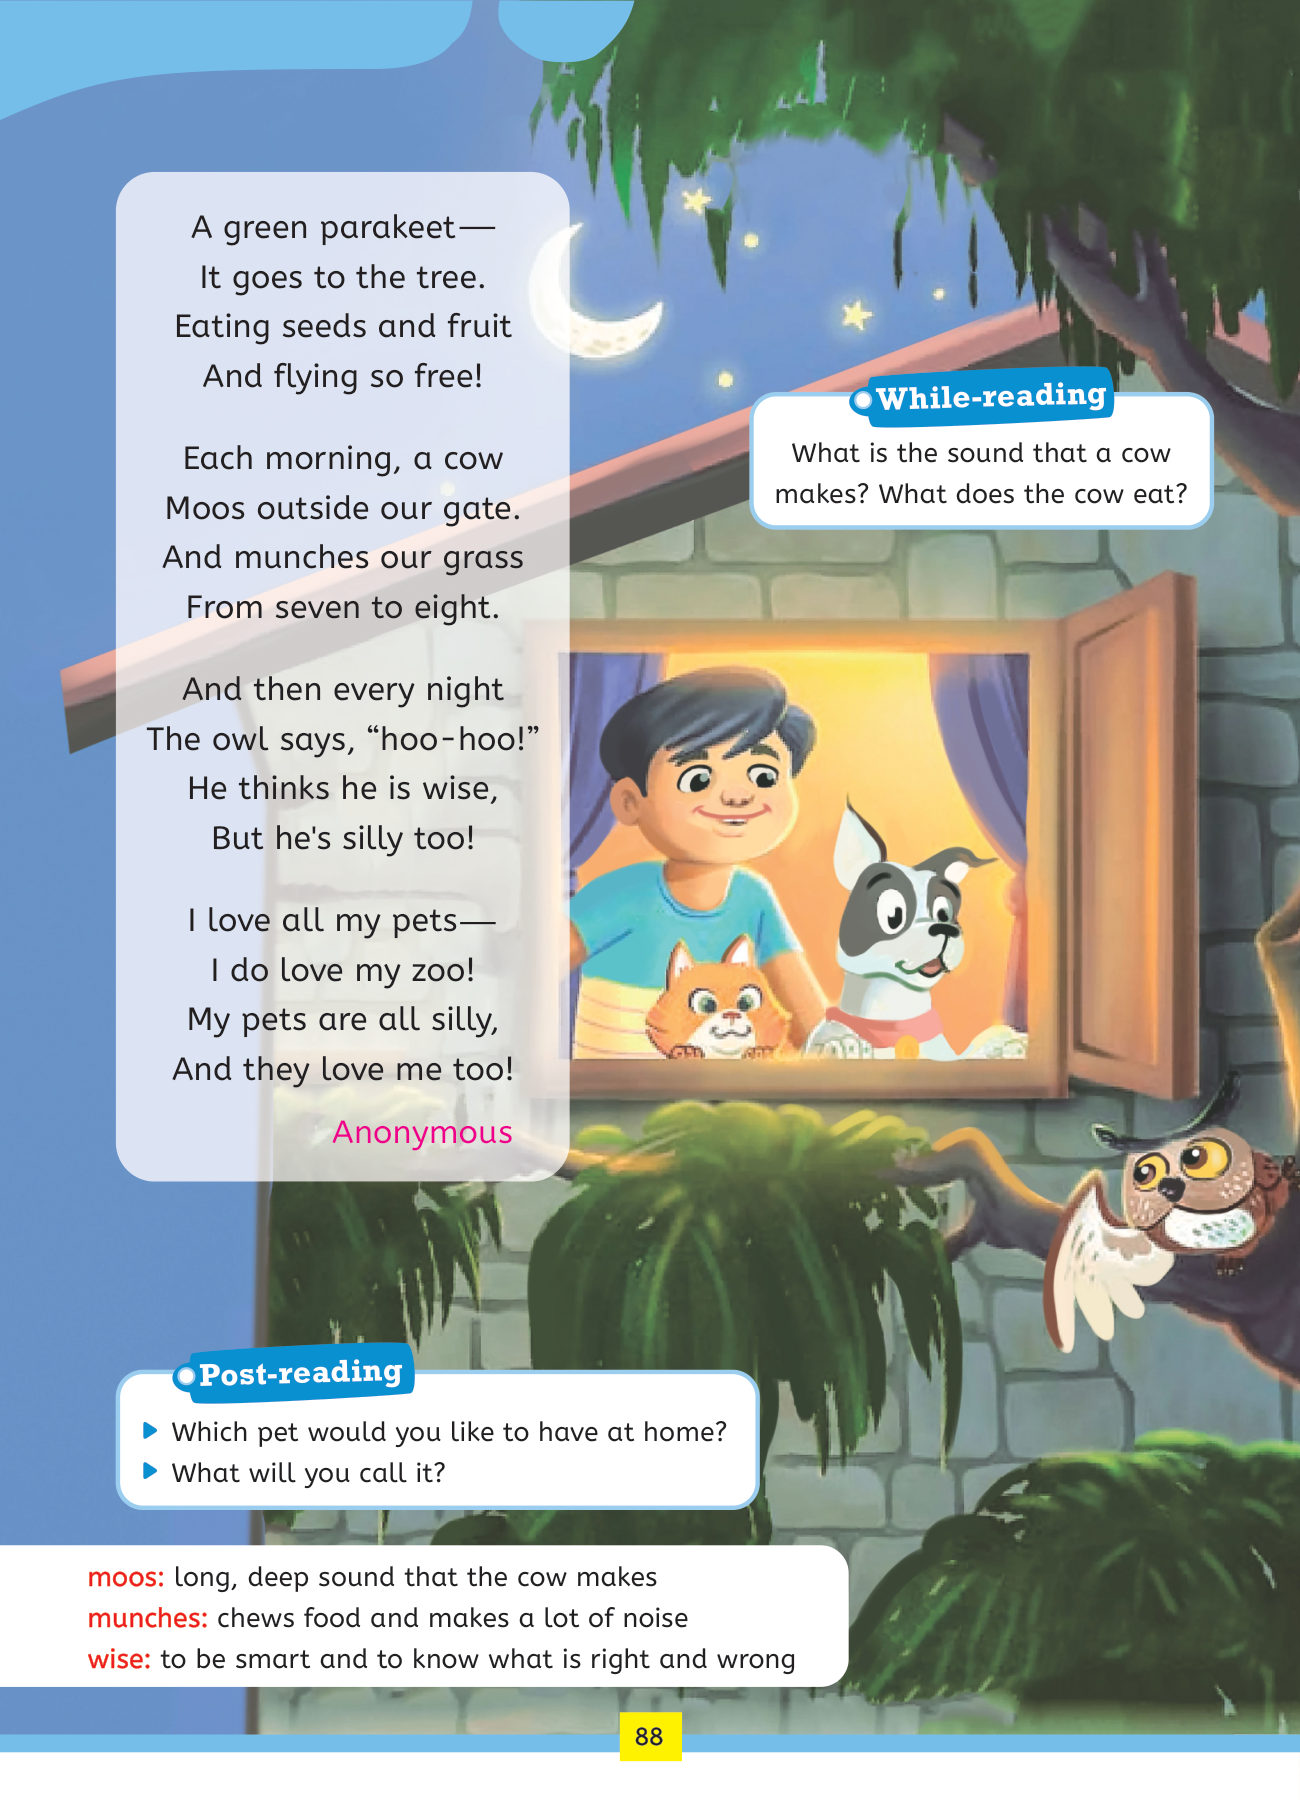 A green parakeet—
It goes to the tree.
Eating seeds and fruit
And flying so free!
Each morning, a cow
Moos outside our gate.
And munches our grass
From seven to eight.
And then every night
The owl says, “hoo-hoo!”
He thinks he is wise,
But he's silly too!
I love all my pets—
I do love my zoo!
My pets are all silly,
And they love me too!
Anonymous
While-reading
What is the sound that a cow
makes? What does the cow eat?
Post-reading
Which pet would you like to have at home?
What will you call it?
moos: long, deep sound that the cow makes
munches: chews food and makes a lot of noise
wise: to be smart and to know what is right and wrong
88